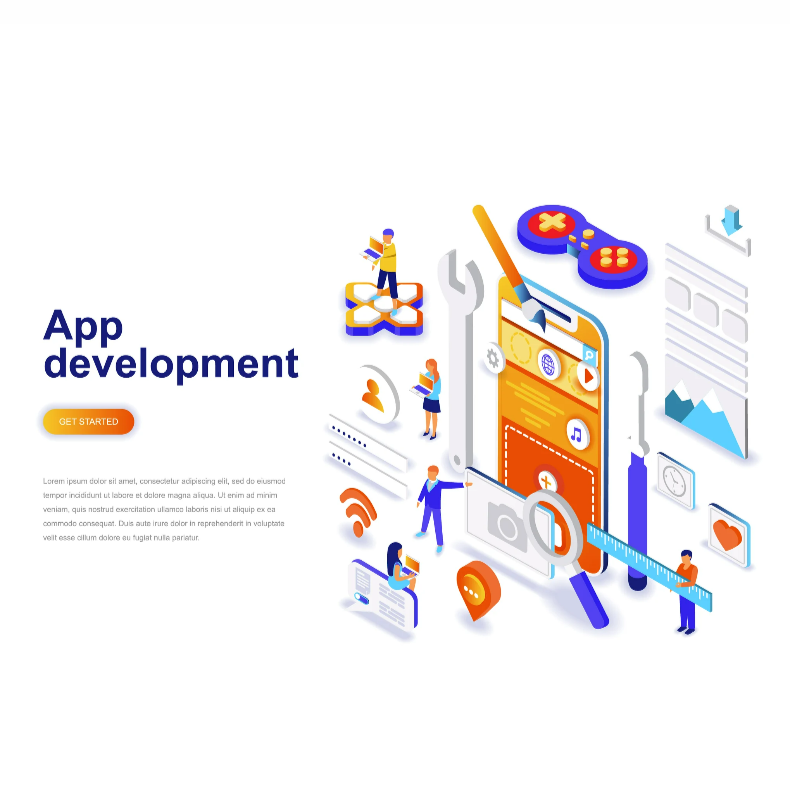 App
development
GET STARTED
Lorem ipsum dolor sit amet, consectetur adipiscing elit, sed do eiusmod
tempor incididunt ut labore et dolore magna aliqua. Ut enim ad minim
veniam, quis nostrud exercitation ullamco laboris nisi ut aliquip ex ea
commodo consequat. Duis aute irure dolor in reprehenderit in voluptate
velit esse cillum dolore eu fugiat nulla pariatur.
P